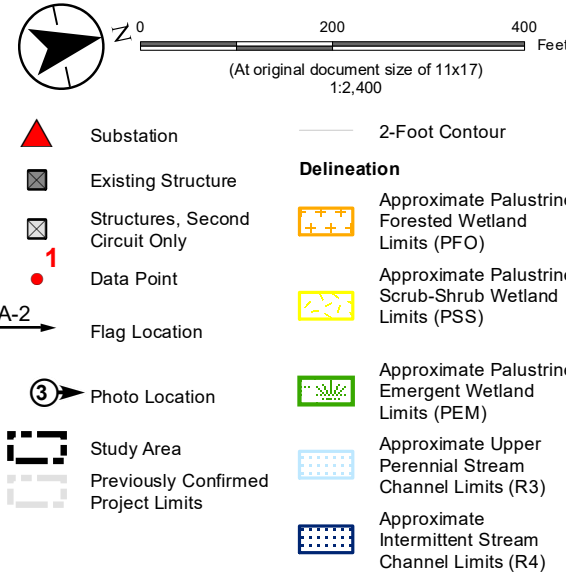 N
0 200 400
Feet
(At original document size of 11x17)
1:2,400
Substation
Existing Structure
Structures, Second
Circuit Only
1
Data Point
A-2
Flag Location
3
Photo Location
Study Area
Previously Confirmed
Project Limits
2-Foot Contour
Delineation
Approximate Palustrine
Forested Wetland
Limits (PFO)
Approximate Palustrine
Scrub-Shrub Wetland
Limits (PSS)
Approximate Palustrine
Emergent Wetland
Limits (PEM)
Approximate Upper
Perennial Stream
Channel Limits (R3)
Approximate
Intermittent Stream
Channel Limits (R4)